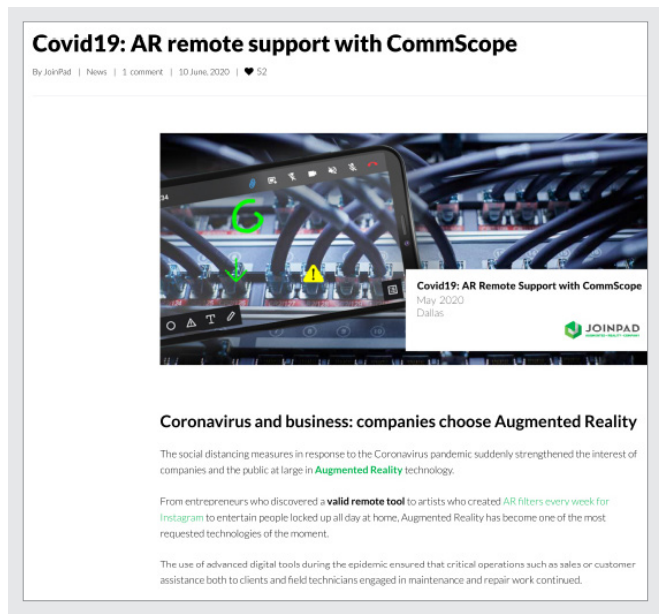 Covid19: AR remote support with CommScope
By JoinPad | News | 1 comment | 10 June, 2020 | 52
34
T
Covid19: AR Remote Support with CommScope
May 2020
Dallas
JOINPAD
AUGMENTED•REALITY•COMPANY
Coronavirus and business: companies choose Augmented Reality
The social distancing measures in response to the Coronavirus pandemic suddenly strengthened the interest of
companies and the public at large in Augmented Reality technology.
From entrepreneurs who discovered a valid remote tool to artists who created AR filters every week for
Instagram to entertain people locked up all day at home, Augmented Reality has become one of the most
requested technologies of the moment.
The use of advanced digital tools during the epidemic ensured that critical operations such as sales or customer
assistance both to clients and field technicians engaged in maintenance and repair work continued.